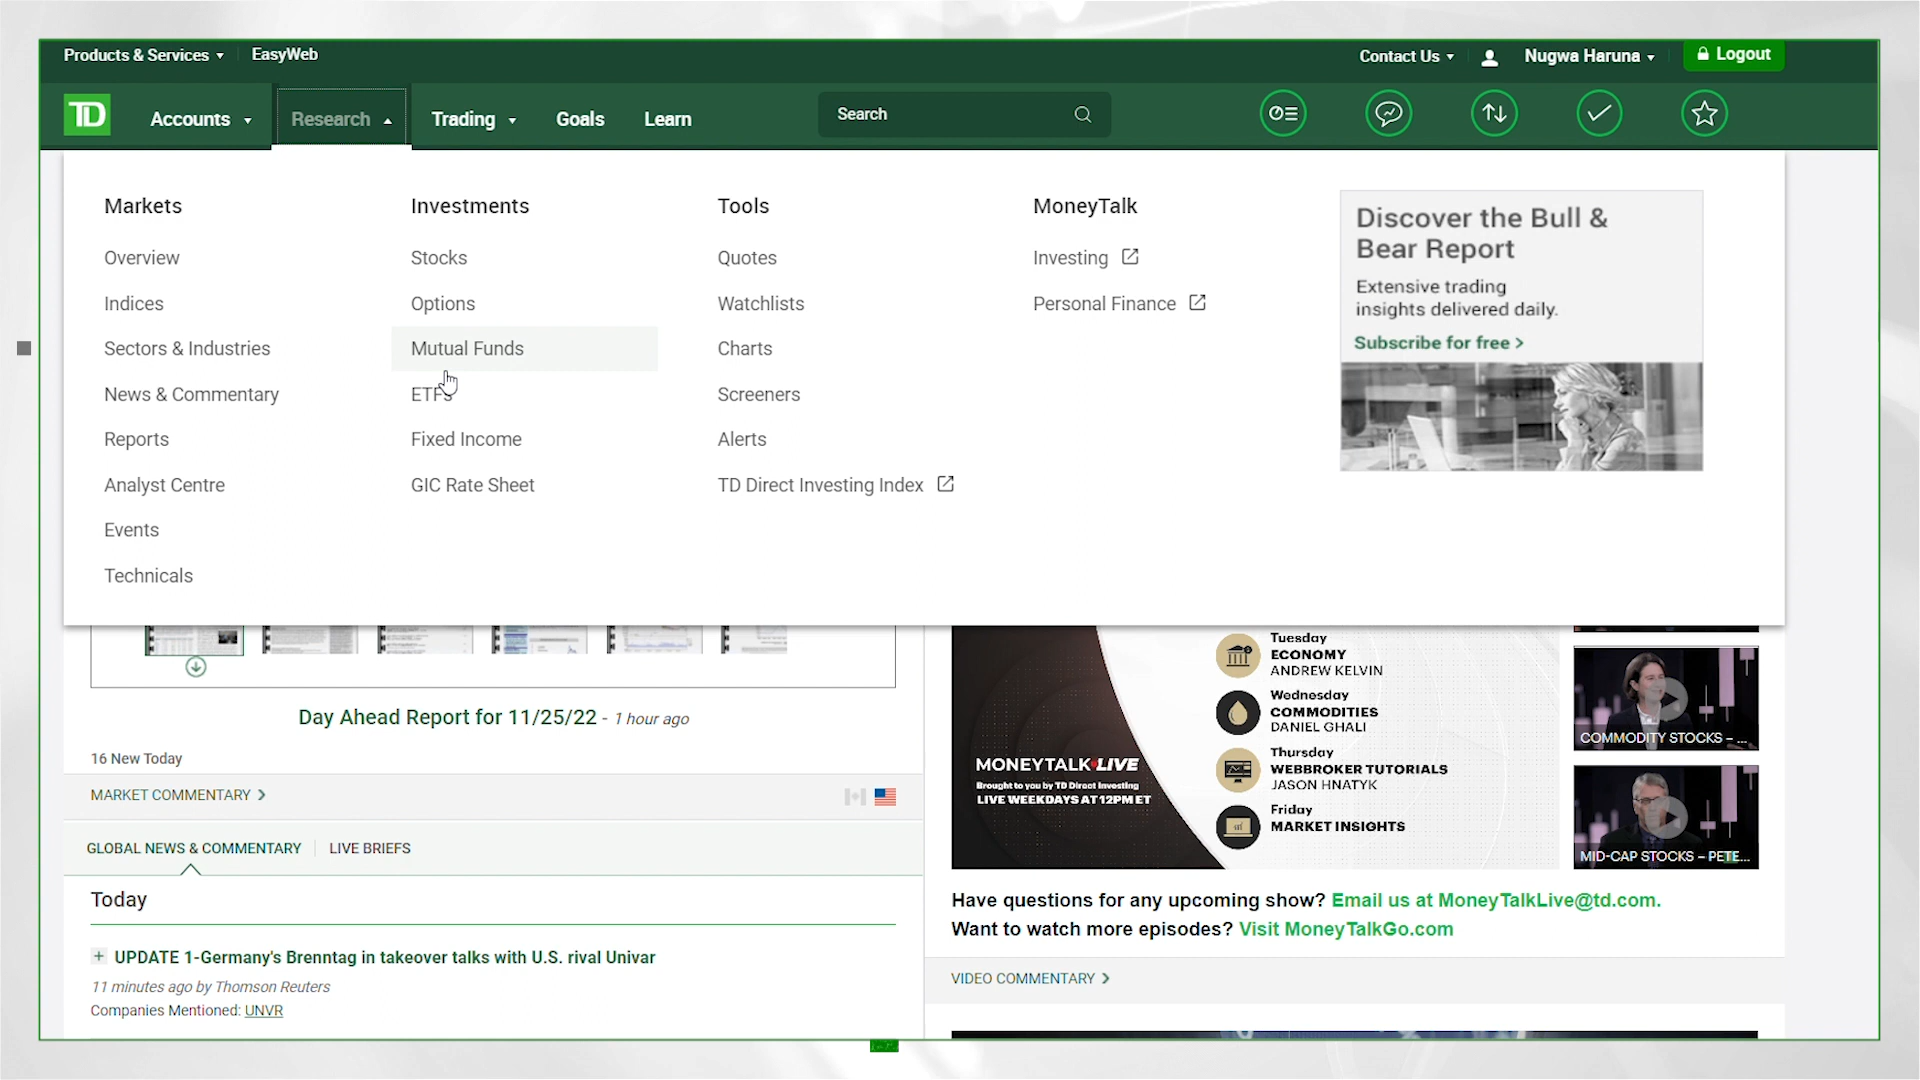 Products & Services
EasyWeb
Contact Us
Nugwa Haruna
Logout
TD
Accounts
Research
Trading
Goals
Learn
Search
Markets
Overview
Indices
Sectors & Industries
News & Commentary
Reports
Analyst Centre
Events
Technicals
Investments
Stocks
Options
Mutual Funds
ETFs
Fixed Income
GIC Rate Sheet
Tools
Quotes
Watchlists
Charts
Screeners
Alerts
TD Direct Investing Index
MoneyTalk
Investing
Personal Finance
Discover the Bull &
Bear Report
Extensive trading
insights delivered daily.
Subscribe for free >
Day Ahead Report for 11/25/22 - 1 hour ago
16 New Today
MARKET COMMENTARY >
GLOBAL NEWS & COMMENTARY
LIVE BRIEFS
Today
+ UPDATE 1-Germany's Brenntag in takeover talks with U.S. rival Univar
11 minutes ago by Thomson Reuters
Companies Mentioned: UNVR
MONEYTALK LIVE
Brought to you by TD Direct Investing
LIVE WEEKDAYS AT 12PM ET
Tuesday
ECONOMY
ANDREW KELVIN
Wednesday
COMMODITIES
DANIEL GHALI
Thursday
WEBBROKER TUTORIALS
JASON HNATYK
Friday
MARKET INSIGHTS
COMMODITY STOCKS – ...
MID-CAP STOCKS – PETE...
Have questions for any upcoming show? Email us at MoneyTalkLive@td.com.
Want to watch more episodes? Visit MoneyTalkGo.com
VIDEO COMMENTARY >